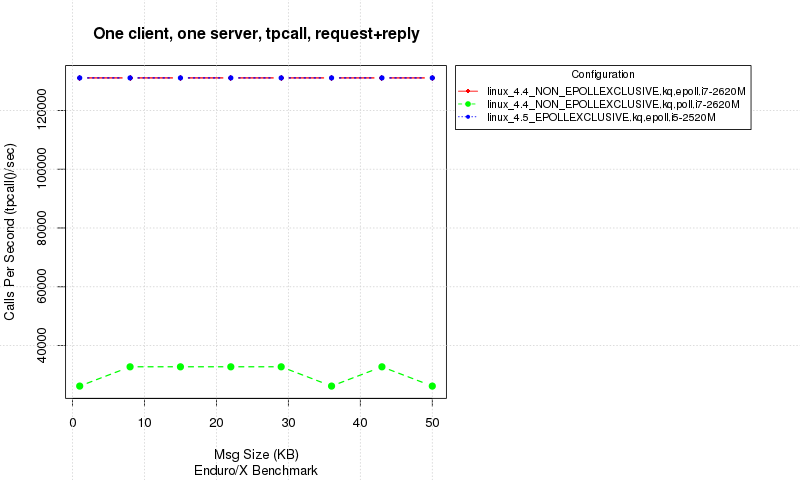 One client, one server, tpcall, request+reply
Configuration
linux_4.4_NON_EPOLLEXCLUSIVE,kq,epoll,i7-2620M
linux_4.4_NON_EPOLLEXCLUSIVE,kq,poll,i7-2620M
linux_4.5_EPOLLEXCLUSIVE,kq,epoll,i5-2520M
Calls Per Second (tpcall()/sec)
120000
100000
80000
60000
40000
0 10 20 30 40 50
Msg Size (KB)
Enduro/X Benchmark